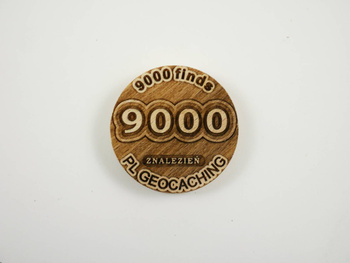 9000 finds
9000
ZNALEZIEŃ
PL GEOCACHING